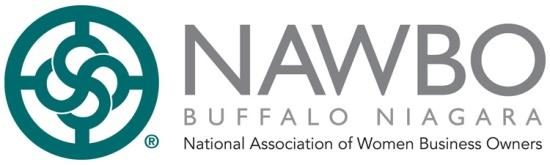 NAWBO
BUFFALO NIAGARA
® National Association of Women Business Owners